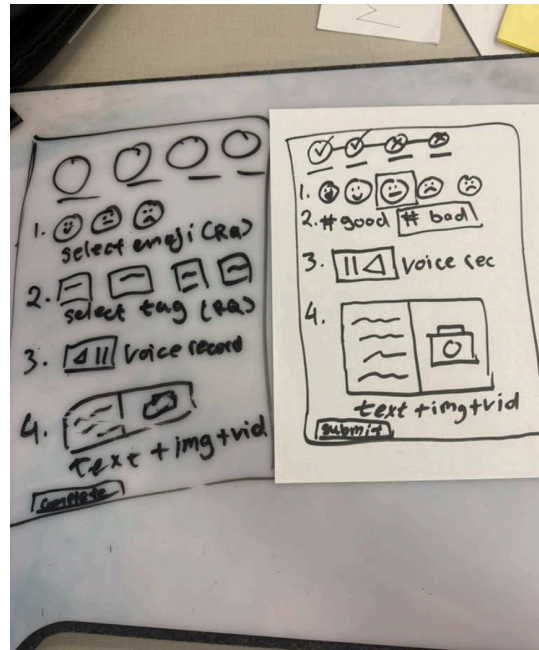 1.
select emoji (RQ)
2.
select tag (RQ)
3. voice record
4.
text + img + vid
complete
1.
2. # good # bad
3. voice rec
4.
text + img + vid
submit